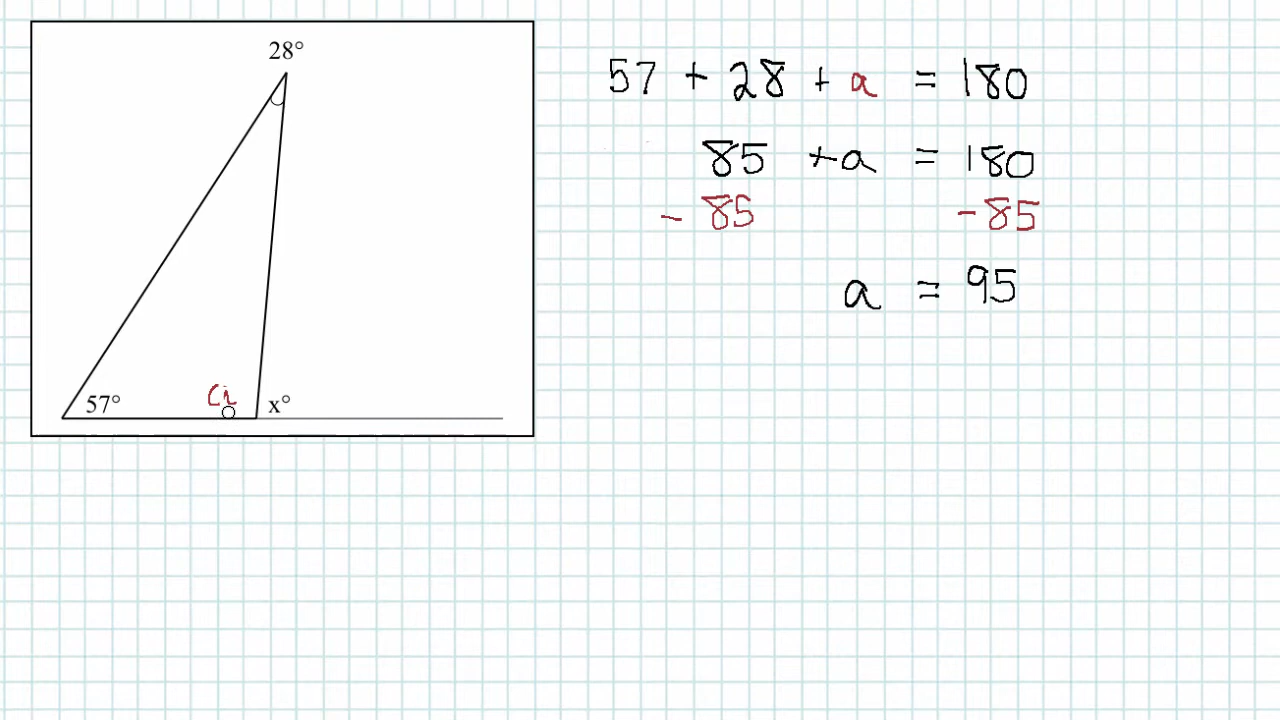 28°
57°
a
x°
57 + 28 + a = 180
85 + a = 180
- 85 - 85
a = 95